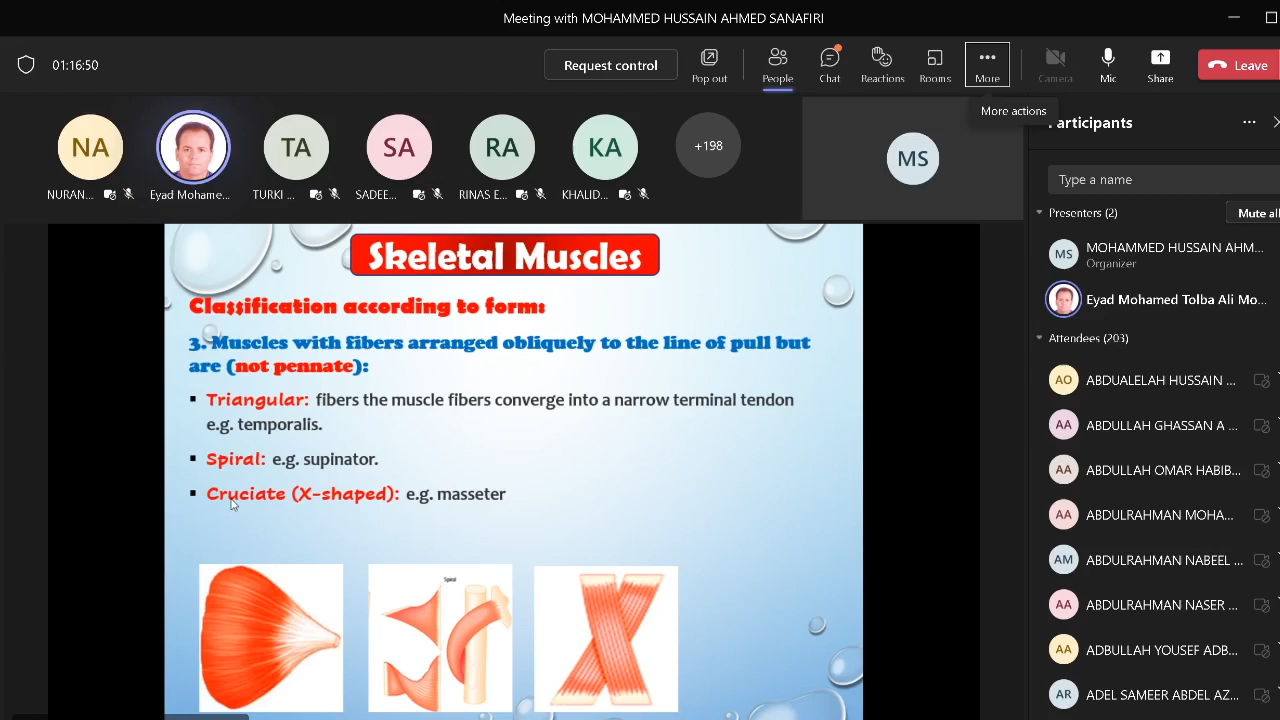 Meeting with MOHAMMED HUSSAIN AHMED SANAFIRI
01:16:50
Request control
Pop out
People
Chat
Reactions
Rooms
More
Camera
Mic
Share
Leave
More actions
NA
TA
SA
RA
KA
+198
MS
NURAN...
Eyad Mohame...
TURKI ...
SADEE...
RINAS E...
KHALID...
Participants
Type a name
Presenters (2)
Mute all
MS
MOHAMMED HUSSAIN AHM...
Organizer
Eyad Mohamed Tolba Ali Mo...
Attendees (203)
AO
ABDUALELAH HUSSAIN ...
AA
ABDULLAH GHASSAN A ...
AA
ABDULLAH OMAR HABIB...
AA
ABDULRAHMAN MOHA...
AM
ABDULRAHMAN NABEEL ...
AA
ABDULRAHMAN NASER ...
AA
ADBULLAH YOUSEF ADB...
AR
ADEL SAMEER ABDEL AZ...
Skeletal Muscles
Classification according to form:
3. Muscles with fibers arranged obliquely to the line of pull but
are (not pennate):
▪ Triangular: fibers the muscle fibers converge into a narrow terminal tendon
e.g. temporalis.
▪ Spiral: e.g. supinator.
▪ Cruciate (X-shaped): e.g. masseter
Spiral